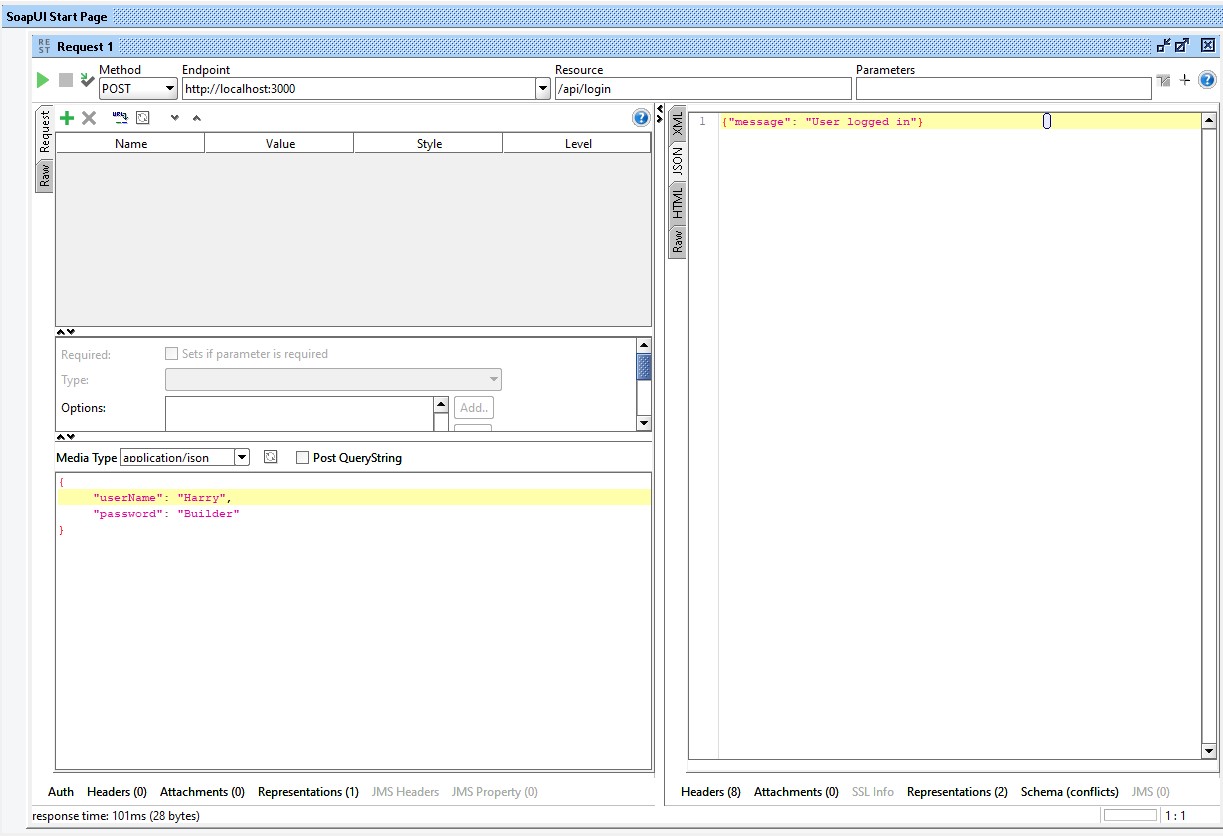 SoapUI Start Page
REST Request 1
Method Endpoint Resource Parameters
POST http://localhost:3000 /api/login
Request
Raw
Name Value Style Level
Required: Sets if parameter is required
Type:
Options: Add..
Media Type application/json Post QueryString
{
"userName": "Harry",
"password": "Builder"
}
Auth Headers (0) Attachments (0) Representations (1) JMS Headers JMS Property (0)
XML
JSON
HTML
Raw
1 {"message": "User logged in"}
Headers (8) Attachments (0) SSL Info Representations (2) Schema (conflicts) JMS (0)
response time: 101ms (28 bytes)
1 : 1